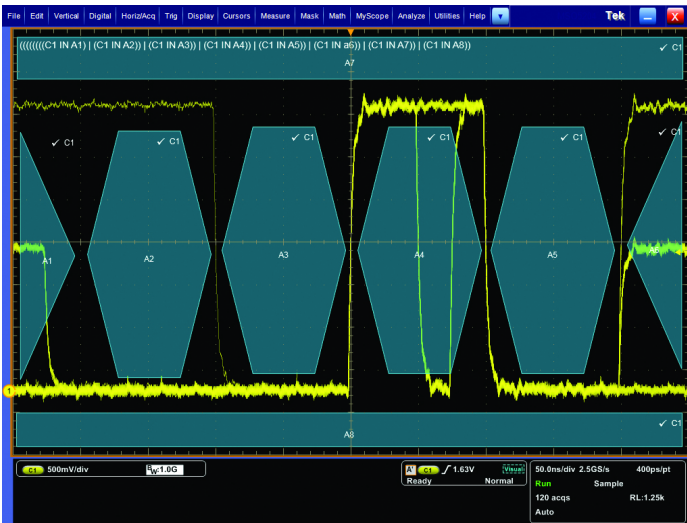 File Edit Vertical Digital Horiz/Acq Trig Display Cursors Measure Mask Math MyScope Analyze Utilities Help Tek
((((((((C1 IN A1) | (C1 IN A2)) | (C1 IN A3)) | (C1 IN A4)) | (C1 IN A5)) | (C1 IN a6)) | (C1 IN A7)) | (C1 IN A8)) C1
A7
C1 C1 C1 C1 C1
A1 A2 A3 A4 A5
1
C1
A8
C1 500mV/div BW:1.0G
A' C1 1.63V Visual
Ready Normal
50.0ns/div 2.5GS/s 400ps/pt
Run Sample
120 acqs RL:1.25k
Auto